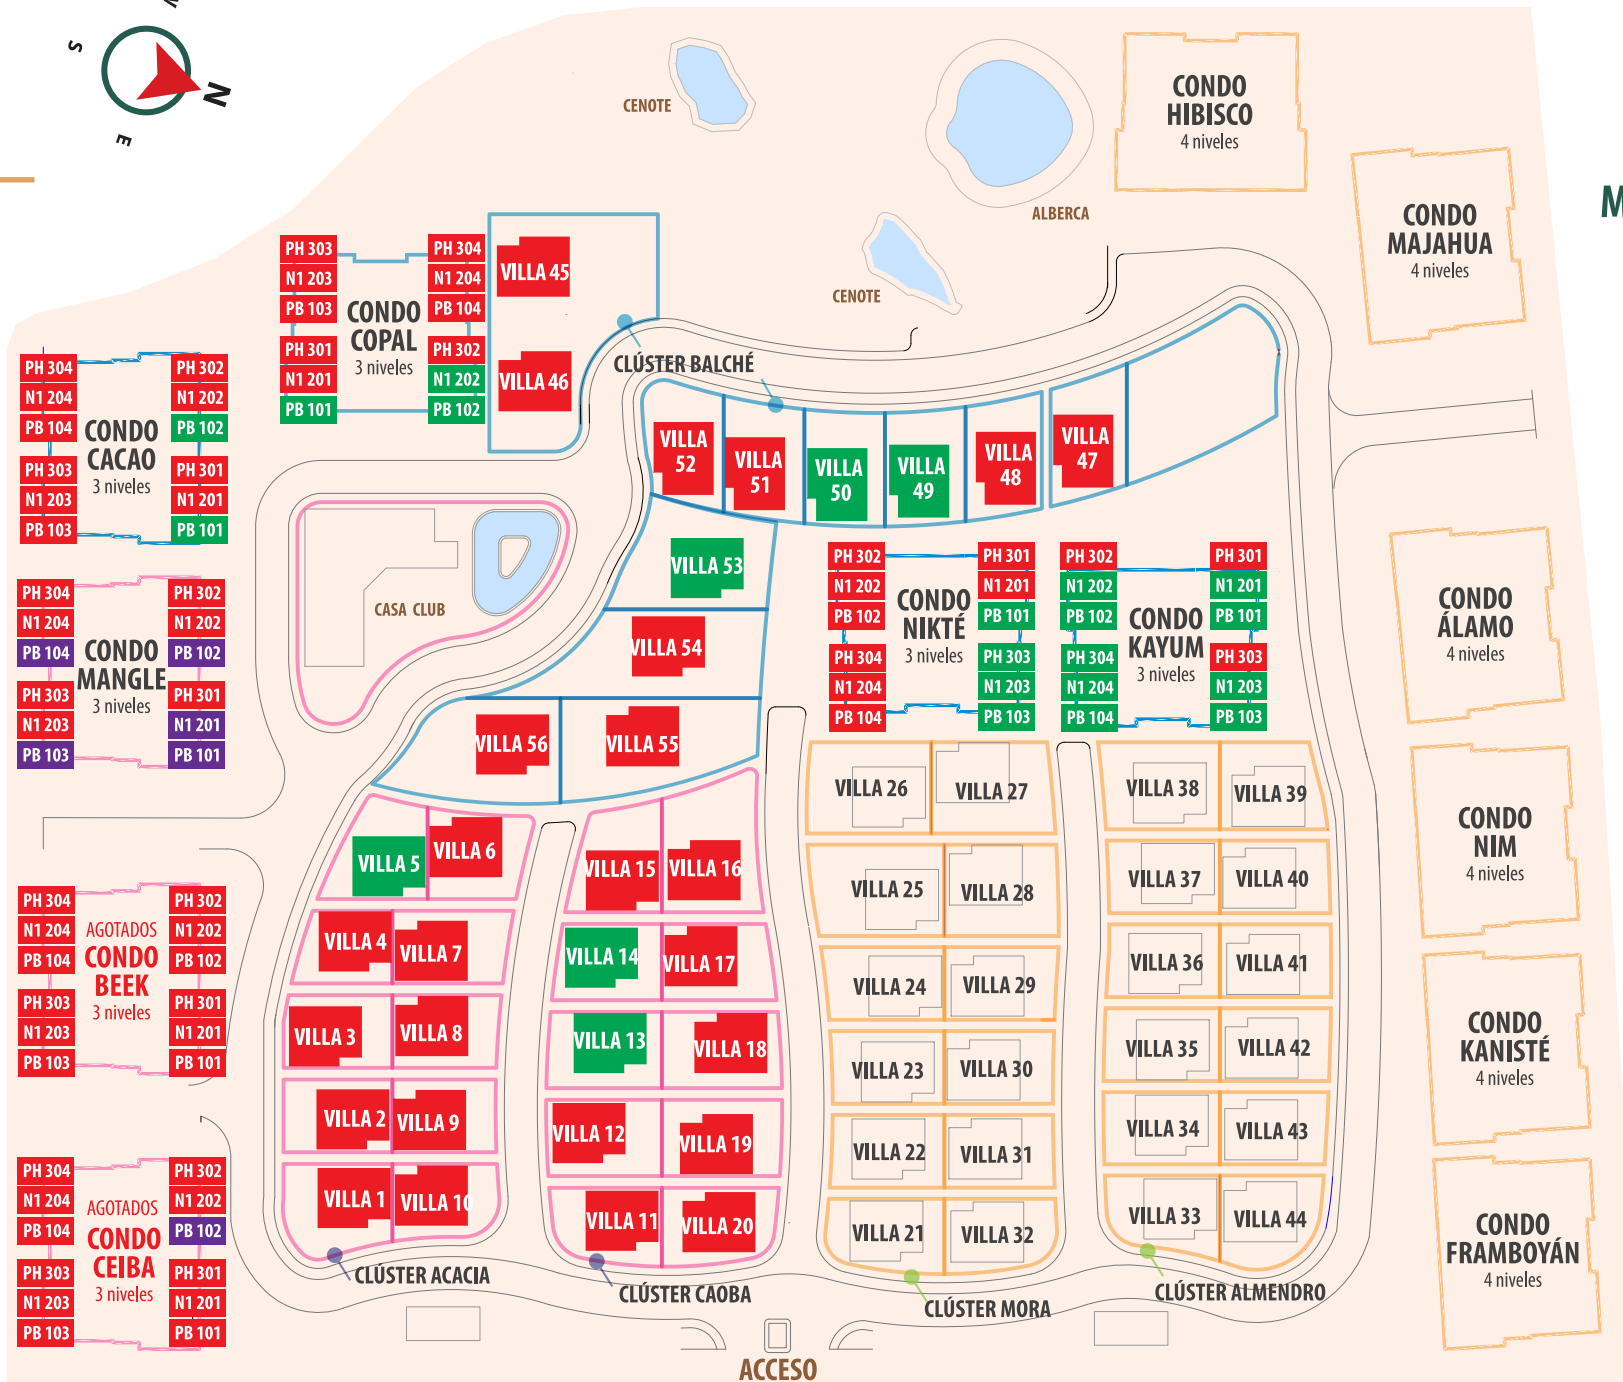 S
N
E
M
CENOTE
ALBERCA
CENOTE
CONDO
HIBISCO
4 niveles
CONDO
MAJAHUA
4 niveles
CONDO
ÁLAMO
4 niveles
CONDO
NIM
4 niveles
CONDO
KANISTÉ
4 niveles
CONDO
FRAMBOYÁN
4 niveles
PH 303
PH 304
N1 203
N1 204
PB 103
PB 104
CONDO
COPAL
3 niveles
PH 301
PH 302
N1 201
N1 202
PB 101
PB 102
VILLA 45
VILLA 46
CLÚSTER BALCHÉ
PH 304
PH 302
N1 204
N1 202
PB 104
PB 102
CONDO
CACAO
3 niveles
PH 303
PH 301
N1 203
N1 201
PB 103
PB 101
PH 304
PH 302
N1 204
N1 202
PB 104
PB 102
CONDO
MANGLE
3 niveles
PH 303
PH 301
N1 203
N1 201
PB 103
PB 101
PH 304
PH 302
N1 204
N1 202
PB 104
PB 102
AGOTADOS
CONDO
BEEK
3 niveles
PH 303
PH 301
N1 203
N1 201
PB 103
PB 101
PH 304
PH 302
N1 204
N1 202
PB 104
PB 102
AGOTADOS
CONDO
CEIBA
3 niveles
PH 303
PH 301
N1 203
N1 201
PB 103
PB 101
CASA CLUB
VILLA
52
VILLA
51
VILLA
50
VILLA
49
VILLA
48
VILLA
47
VILLA 53
VILLA 54
VILLA 55
VILLA 56
PH 302
PH 301
N1 202
N1 201
PB 102
PB 101
CONDO
NIKTÉ
3 niveles
PH 304
PH 303
N1 204
N1 203
PB 104
PB 103
PH 302
PH 301
N1 202
N1 201
PB 102
PB 101
CONDO
KAYUM
3 niveles
PH 304
PH 303
N1 204
N1 203
PB 104
PB 103
VILLA 5
VILLA 6
VILLA 4
VILLA 7
VILLA 3
VILLA 8
VILLA 2
VILLA 9
VILLA 1
VILLA 10
CLÚSTER ACACIA
VILLA 15
VILLA 16
VILLA 14
VILLA 17
VILLA 13
VILLA 18
VILLA 12
VILLA 19
VILLA 11
VILLA 20
CLÚSTER CAOBA
VILLA 26
VILLA 27
VILLA 25
VILLA 28
VILLA 24
VILLA 29
VILLA 23
VILLA 30
VILLA 22
VILLA 31
VILLA 21
VILLA 32
CLÚSTER MORA
VILLA 38
VILLA 39
VILLA 37
VILLA 40
VILLA 36
VILLA 41
VILLA 35
VILLA 42
VILLA 34
VILLA 43
VILLA 33
VILLA 44
CLÚSTER ALMENDRO
ACCESO